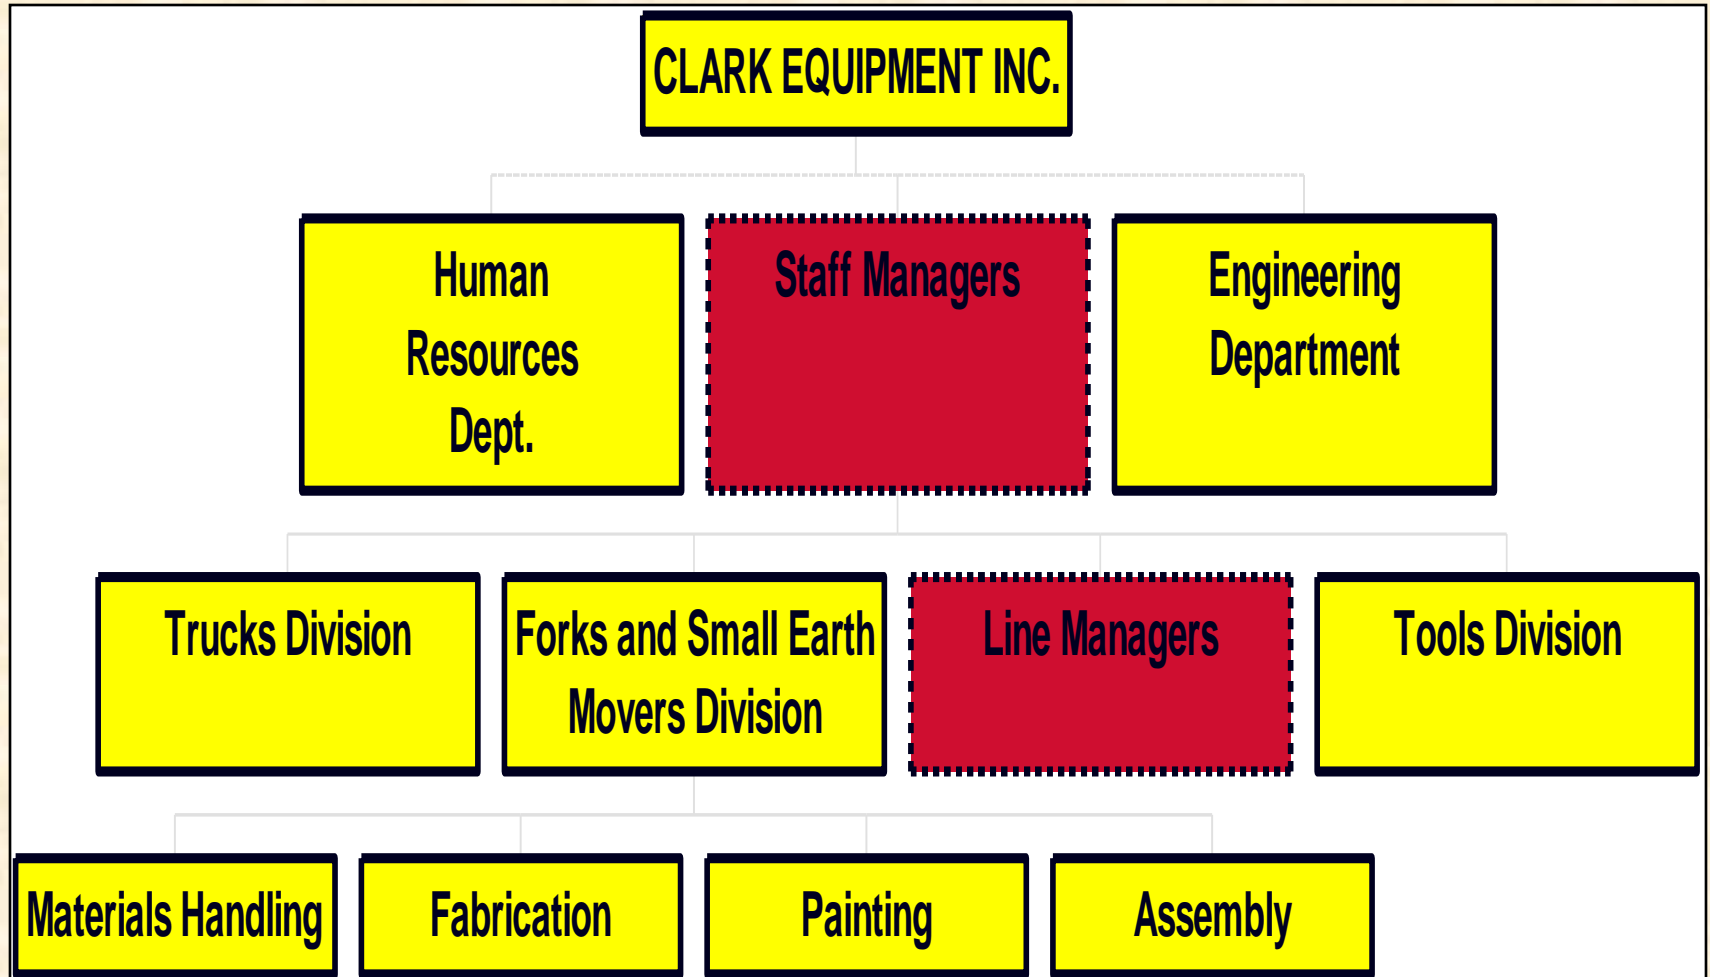 CLARK EQUIPMENT INC.
Human
Resources
Dept.
Staff Managers
Engineering
Department
Trucks Division
Forks and Small Earth
Movers Division
Line Managers
Tools Division
Materials Handling
Fabrication
Painting
Assembly